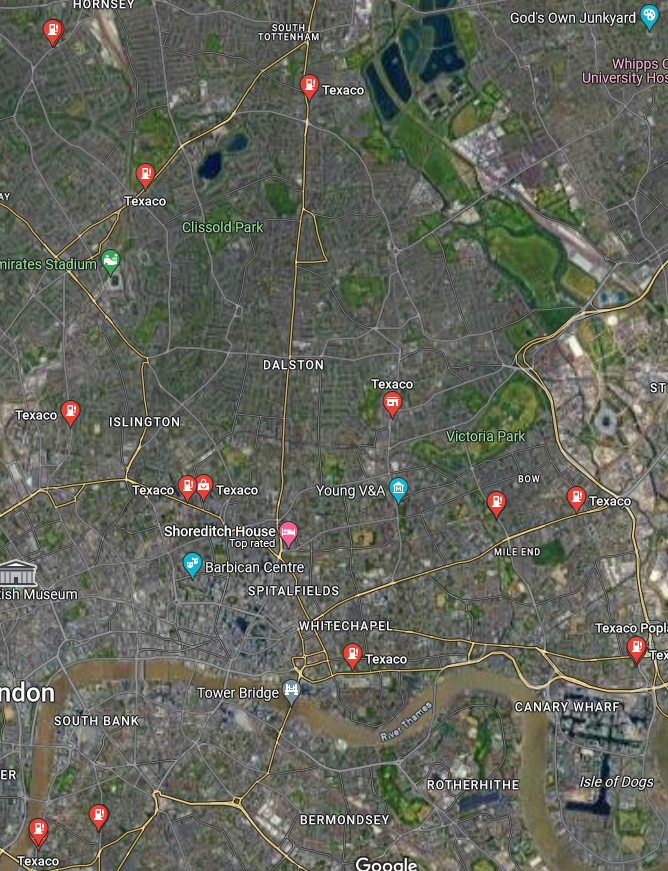 HORNSEY
God's Own Junkyard
SOUTH
TOTTENHAM
Whipps C
University Hos
Texaco
AY
Texaco
Clissold Park
mirates Stadium
DALSTON
Texaco
ST
Texaco
ISLINGTON
Victoria Park
BOW
Texaco
Texaco
Young V&A
Texaco
Shoreditch House
Top rated
MILE END
Barbican Centre
tish Museum
SPITALFIELDS
WHITECHAPEL
Texaco Popla
Texaco
Tex
ndon
Tower Bridge
SOUTH BANK
River Thames
CANARY WHARF
ER
ROTHERHITHE
Isle of Dogs
BERMONDSEY
Texaco
Google